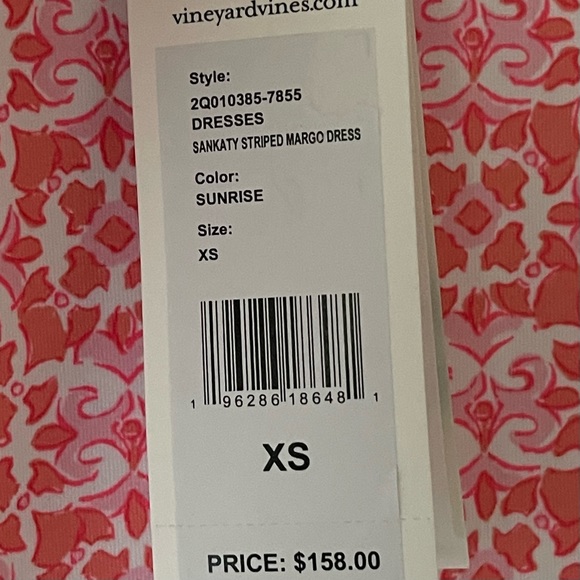 vineyardvines.com
Style:
2Q010385-7855
DRESSES
SANKATY STRIPED MARGO DRESS
Color:
SUNRISE
Size:
XS
1 96286 18648 1
XS
PRICE: $158.00